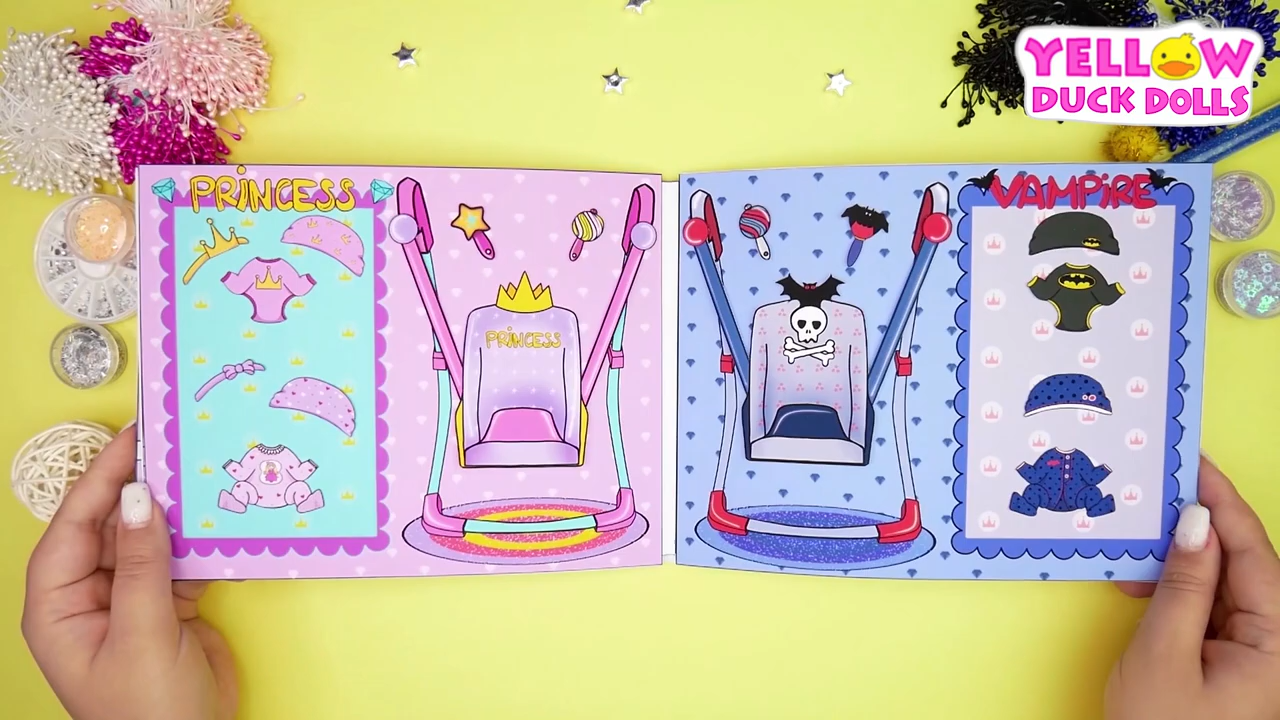 YELLOW
DUCK DOLLS
PRiNCESS
PRiNCESS
VAMPiRE